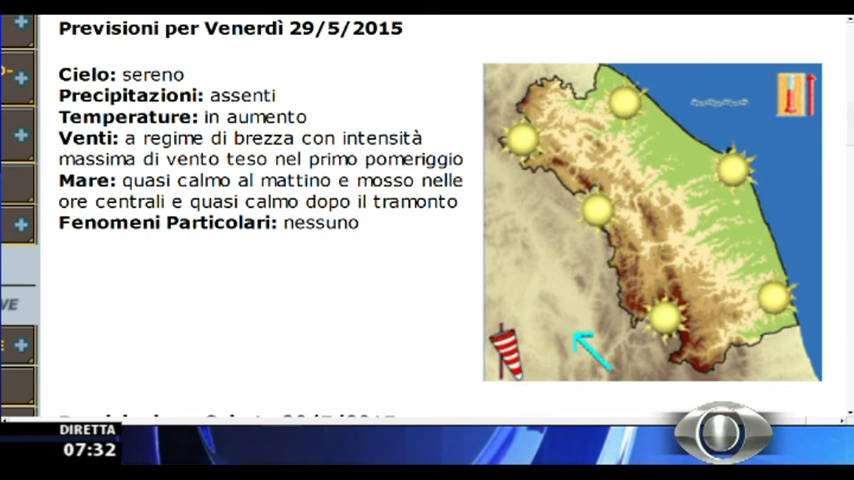 Previsioni per Venerdì 29/5/2015
Cielo: sereno
Precipitazioni: assenti
Temperature: in aumento
Venti: a regime di brezza con intensità
massima di vento teso nel primo pomeriggio
Mare: quasi calmo al mattino e mosso nelle
ore centrali e quasi calmo dopo il tramonto
Fenomeni Particolari: nessuno
DIRETTA
07:32